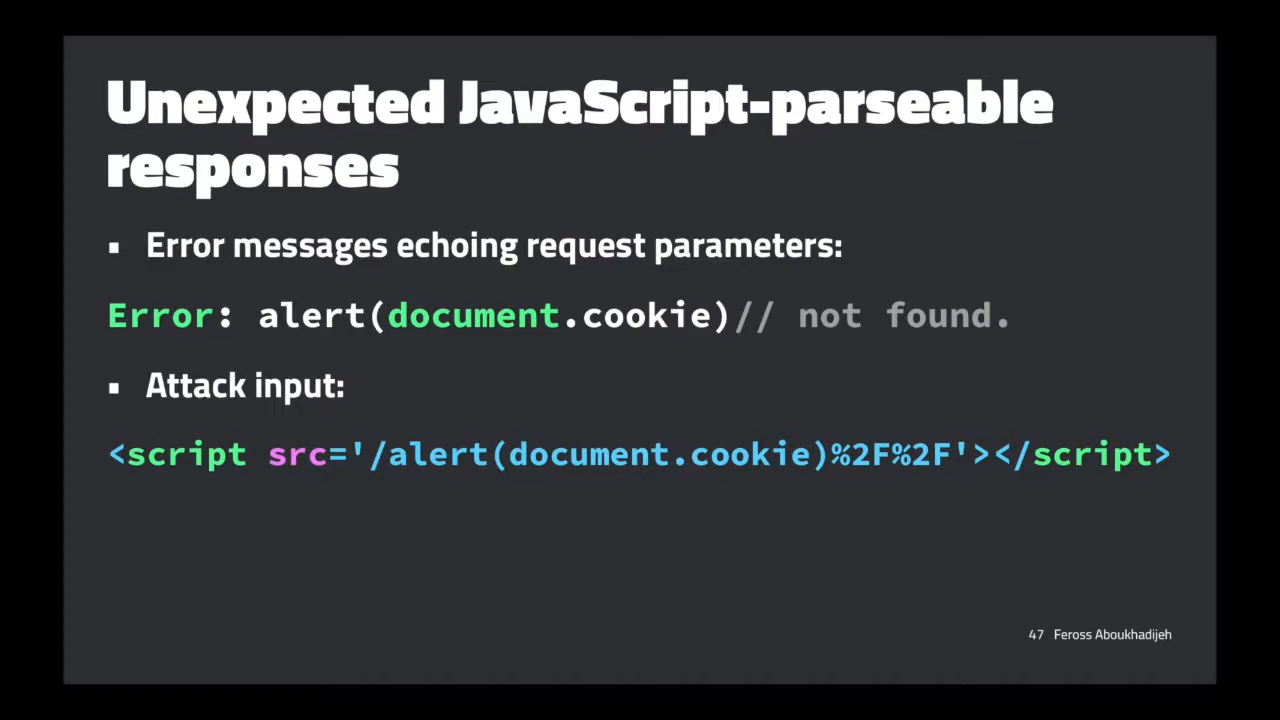 Unexpected JavaScript-parseable
responses
▪ Error messages echoing request parameters:
Error: alert(document.cookie)// not found.
▪ Attack input:
<script src='/alert(document.cookie)%2F%2F'></script>
47 Feross Aboukhadijeh